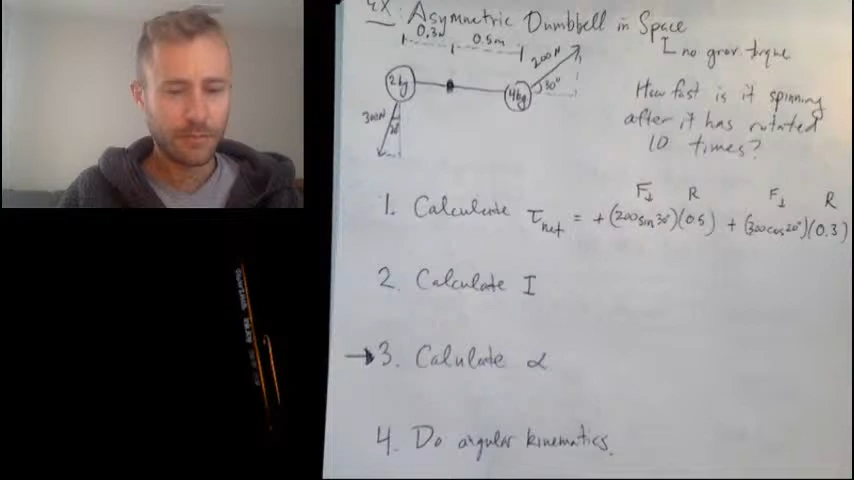 EX: Asymmetric Dumbbell in Space
0.3m 0.5m
200N
no grav torque
2kg
4kg
30°
300N
20°
How fast is it spinning
after it has rotated
10 times?
F⊥ R F⊥ R
1. Calculate τnet = +(200sin30°)(0.5) + (300cos20°)(0.3)
2. Calculate I
→3. Calulate α
4. Do angular kinematics.